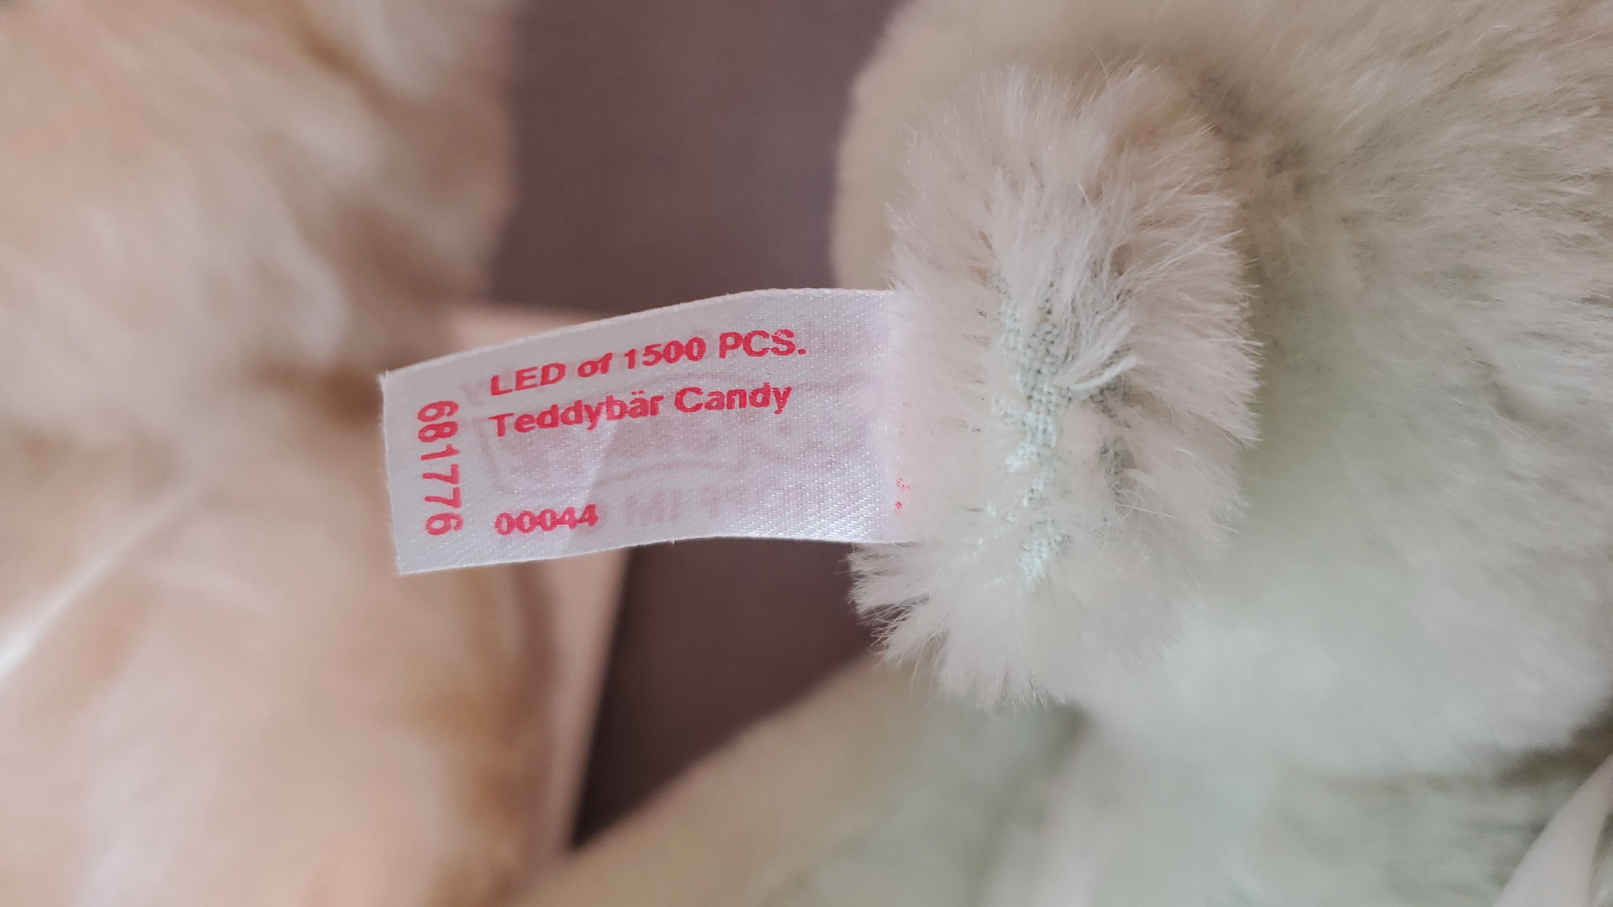 LED of 1500 PCS.
Teddybär Candy
00044
681776